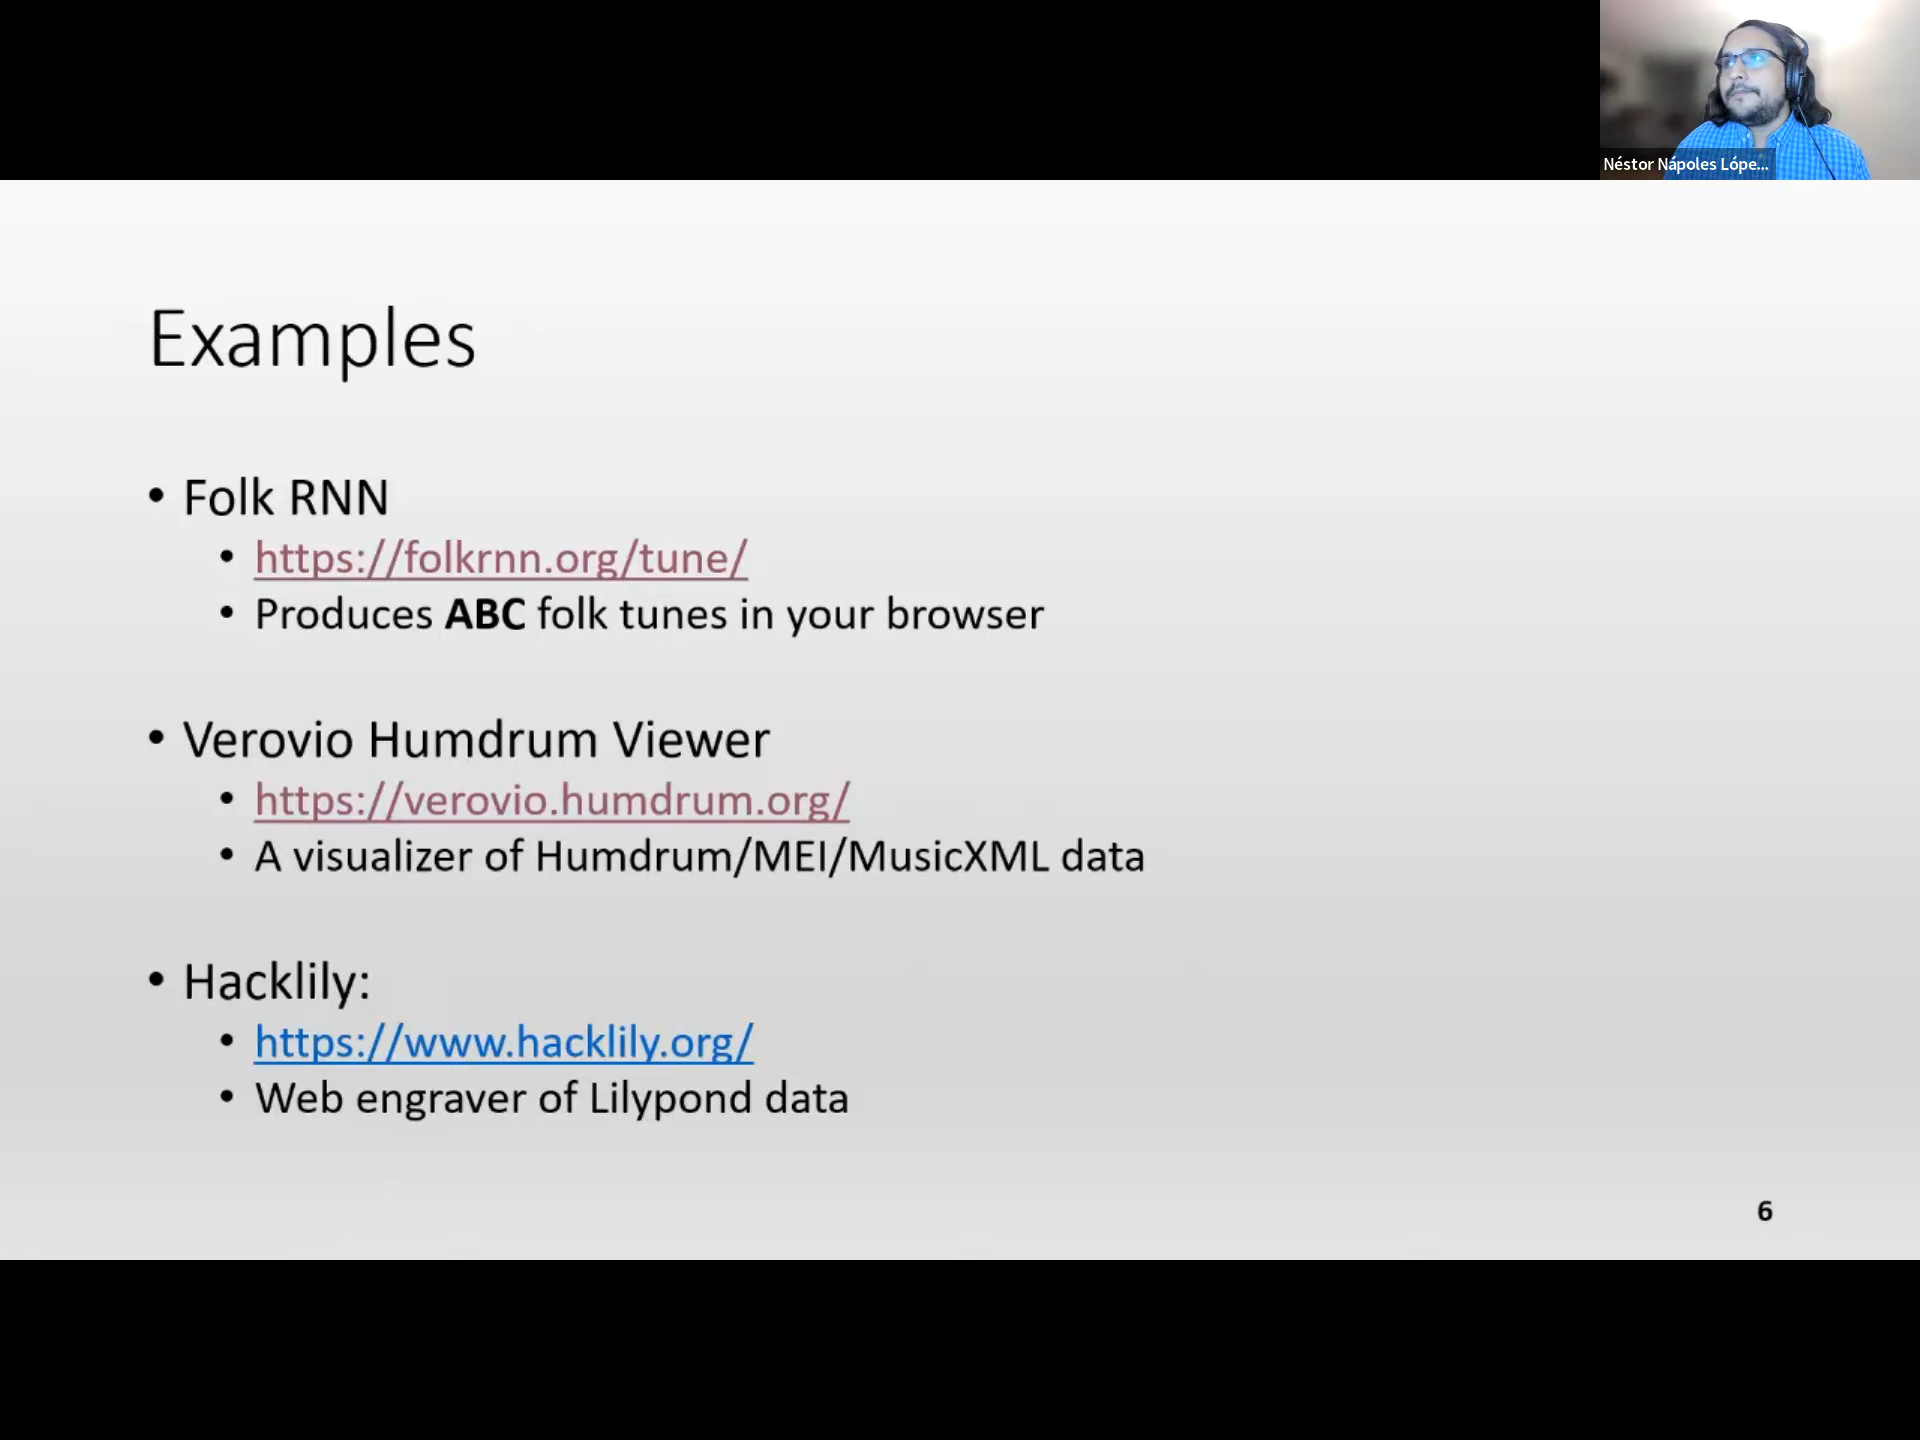 Néstor Nápoles Lópe...
Examples
• Folk RNN
• https://folkrnn.org/tune/
• Produces ABC folk tunes in your browser
• Verovio Humdrum Viewer
• https://verovio.humdrum.org/
• A visualizer of Humdrum/MEI/MusicXML data
• Hacklily:
• https://www.hacklily.org/
• Web engraver of Lilypond data
6